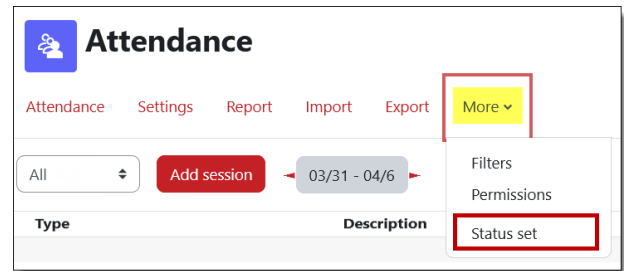 Attendance
Attendance Settings Report Import Export More
All Add session 03/31 - 04/6
Filters
Permissions
Status set
Type Description